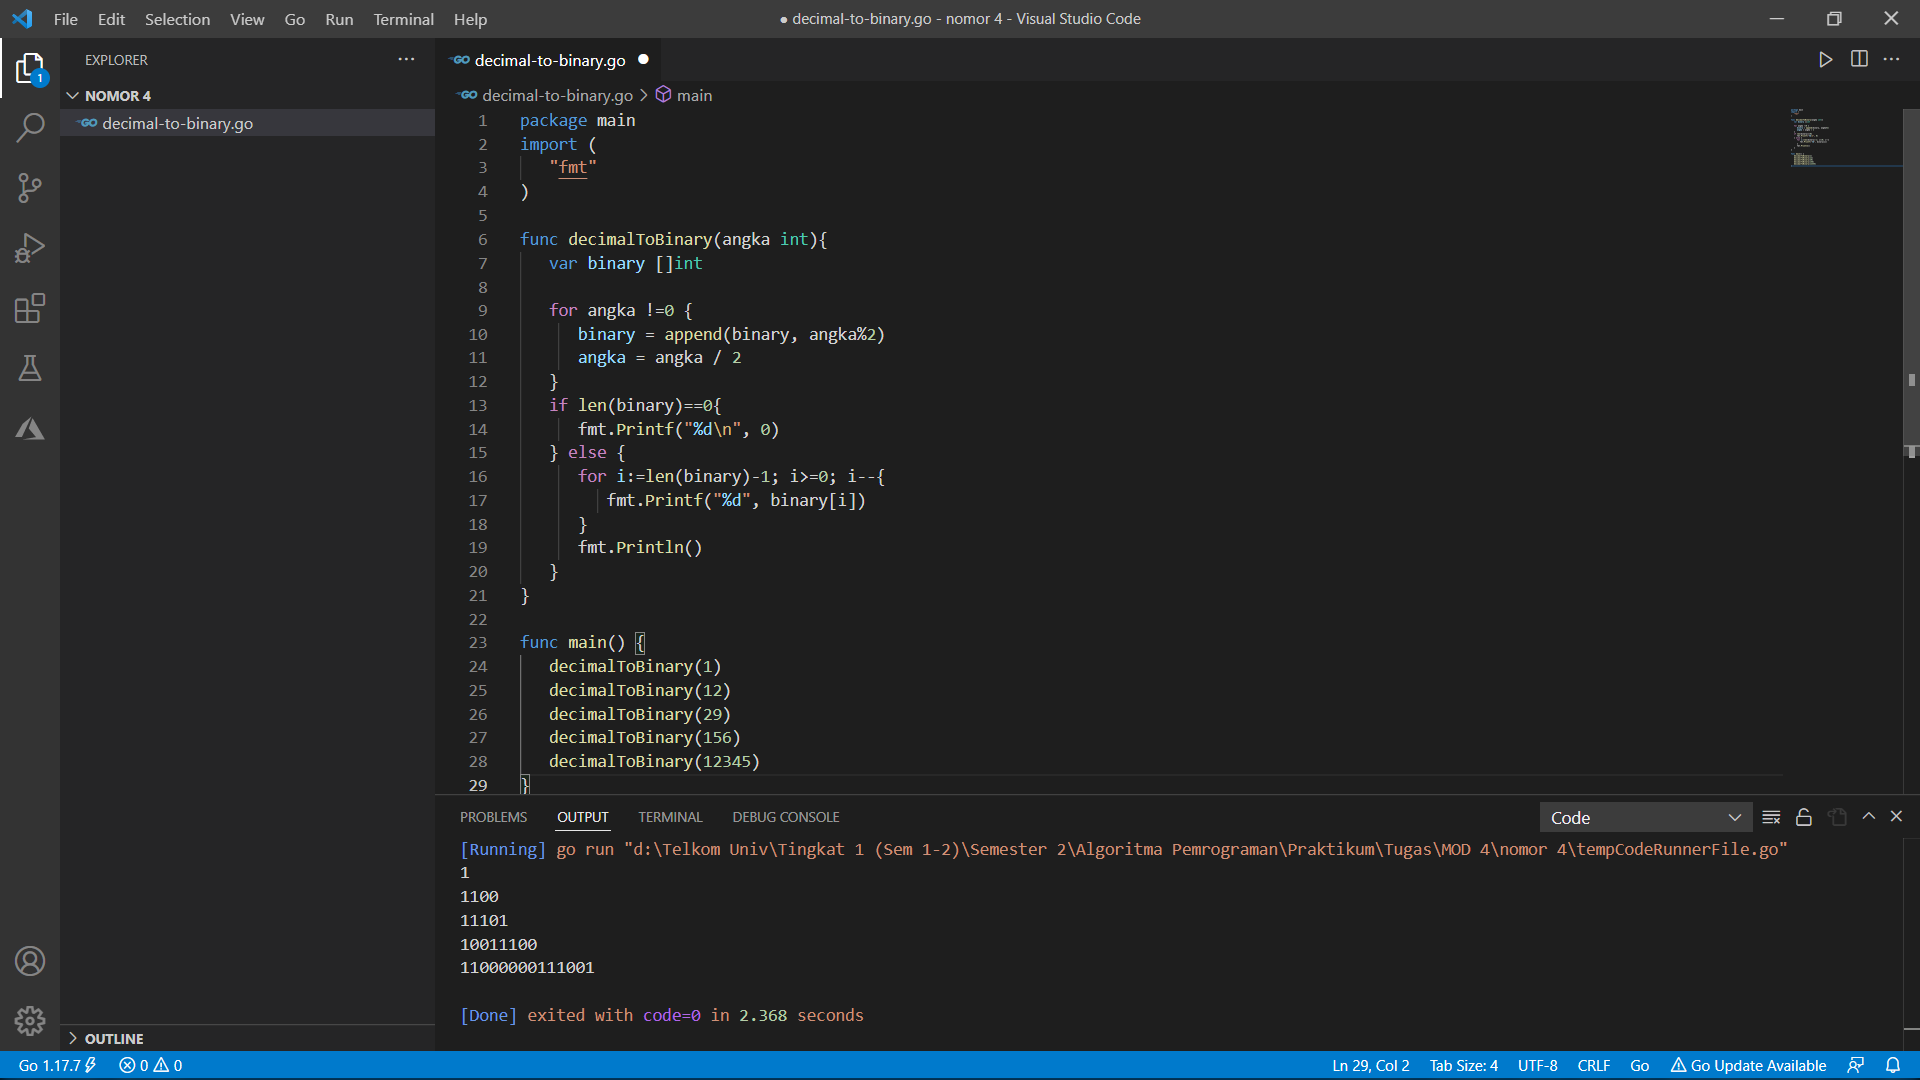 File Edit Selection View Go Run Terminal Help
● decimal-to-binary.go - nomor 4 - Visual Studio Code
1
EXPLORER
NOMOR 4
GO decimal-to-binary.go
GO decimal-to-binary.go ●
GO decimal-to-binary.go > main
1 package main
2 import (
3 "fmt"
4 )
5
6 func decimalToBinary(angka int){
7 var binary []int
8
9 for angka !=0 {
10 binary = append(binary, angka%2)
11 angka = angka / 2
12 }
13 if len(binary)==0{
14 fmt.Printf("%d\n", 0)
15 } else {
16 for i:=len(binary)-1; i>=0; i--{
17 fmt.Printf("%d", binary[i])
18 }
19 fmt.Println()
20 }
21 }
22
23 func main() {
24 decimalToBinary(1)
25 decimalToBinary(12)
26 decimalToBinary(29)
27 decimalToBinary(156)
28 decimalToBinary(12345)
29 }
PROBLEMS OUTPUT TERMINAL DEBUG CONSOLE
Code
[Running] go run "d:\Telkom Univ\Tingkat 1 (Sem 1-2)\Semester 2\Algoritma Pemrograman\Praktikum\Tugas\MOD 4\nomor 4\tempCodeRunnerFile.go"
1
1100
11101
10011100
11000000111001
[Done] exited with code=0 in 2.368 seconds
OUTLINE
Go 1.17.7 0 0
Ln 29, Col 2 Tab Size: 4 UTF-8 CRLF Go Go Update Available